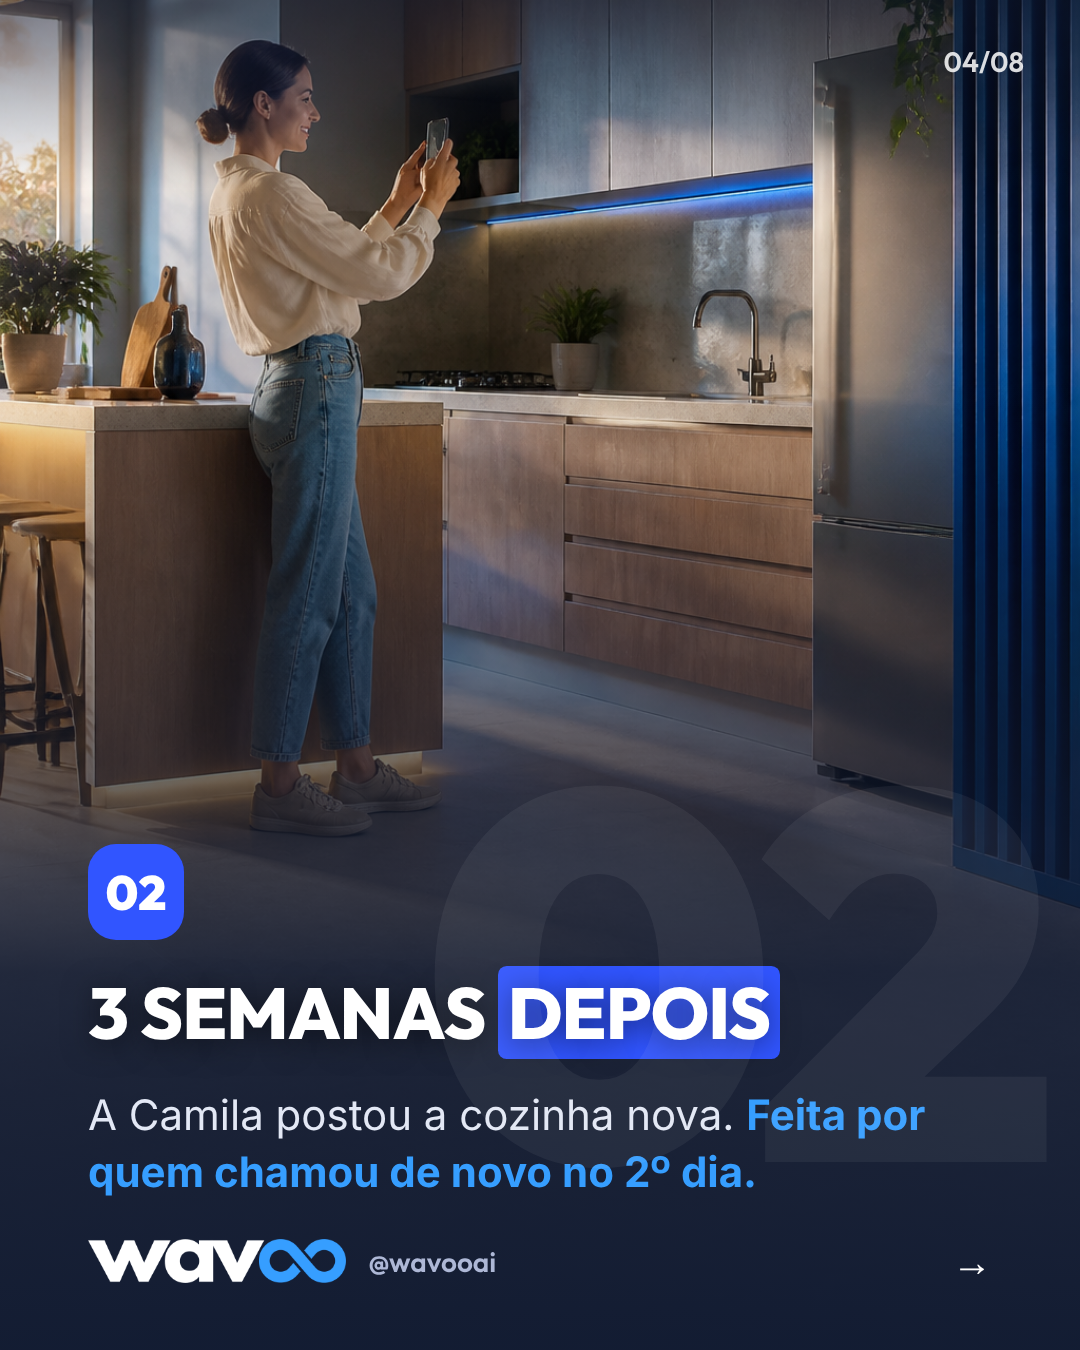 04/08
02
02
3 SEMANAS DEPOIS
A Camila postou a cozinha nova. Feita por
quem chamou de novo no 2º dia.
wavoo @wavooai →